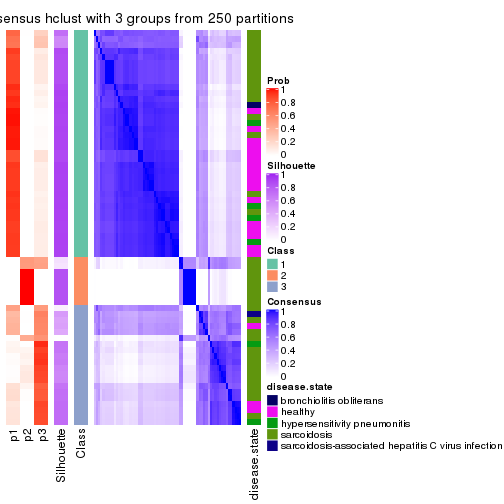 sensus hclust with 3 groups from 250 partitions
Prob
1
0.8
0.6
0.4
0.2
0
Silhouette
1
0.8
0.6
0.4
0.2
0
Class
1
2
3
Consensus
1
0.8
0.6
0.4
0.2
0
disease.state
bronchiolitis obliterans
healthy
hypersensitivity pneumonitis
sarcoidosis
sarcoidosis-associated hepatitis C virus infection
p1
p2
p3
Silhouette
Class
disease.state